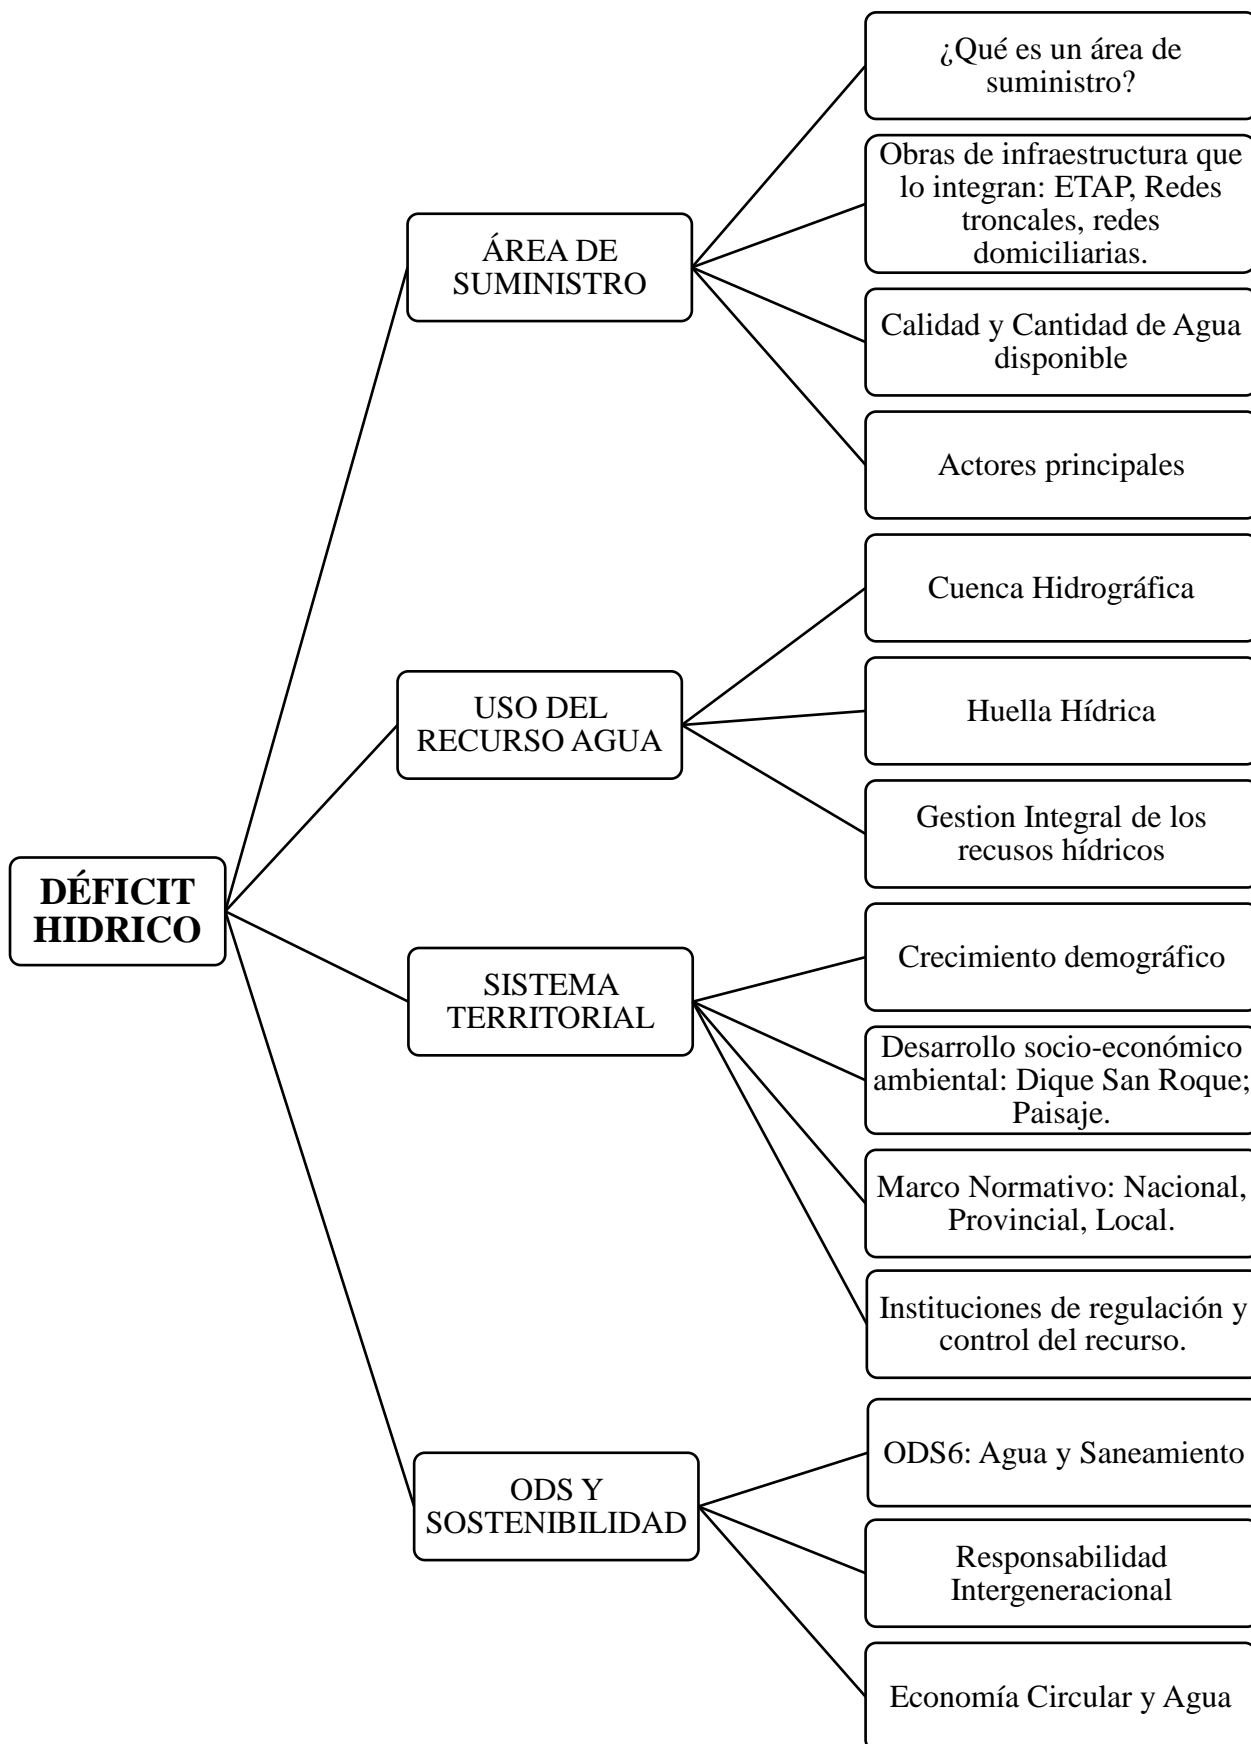 ¿Qué es un área de
suministro?
Obras de infraestructura que
lo integran: ETAP, Redes
troncales, redes
domiciliarias.
ÁREA DE
SUMINISTRO
Calidad y Cantidad de Agua
disponible
Actores principales
Cuenca Hidrográfica
USO DEL
RECURSO AGUA
Huella Hídrica
Gestion Integral de los
recusos hídricos
DÉFICIT
HIDRICO
SISTEMA
TERRITORIAL
Crecimiento demográfico
Desarrollo socio-económico
ambiental: Dique San Roque;
Paisaje.
Marco Normativo: Nacional,
Provincial, Local.
Instituciones de regulación y
control del recurso.
ODS Y
SOSTENIBILIDAD
ODS6: Agua y Saneamiento
Responsabilidad
Intergeneracional
Economía Circular y Agua